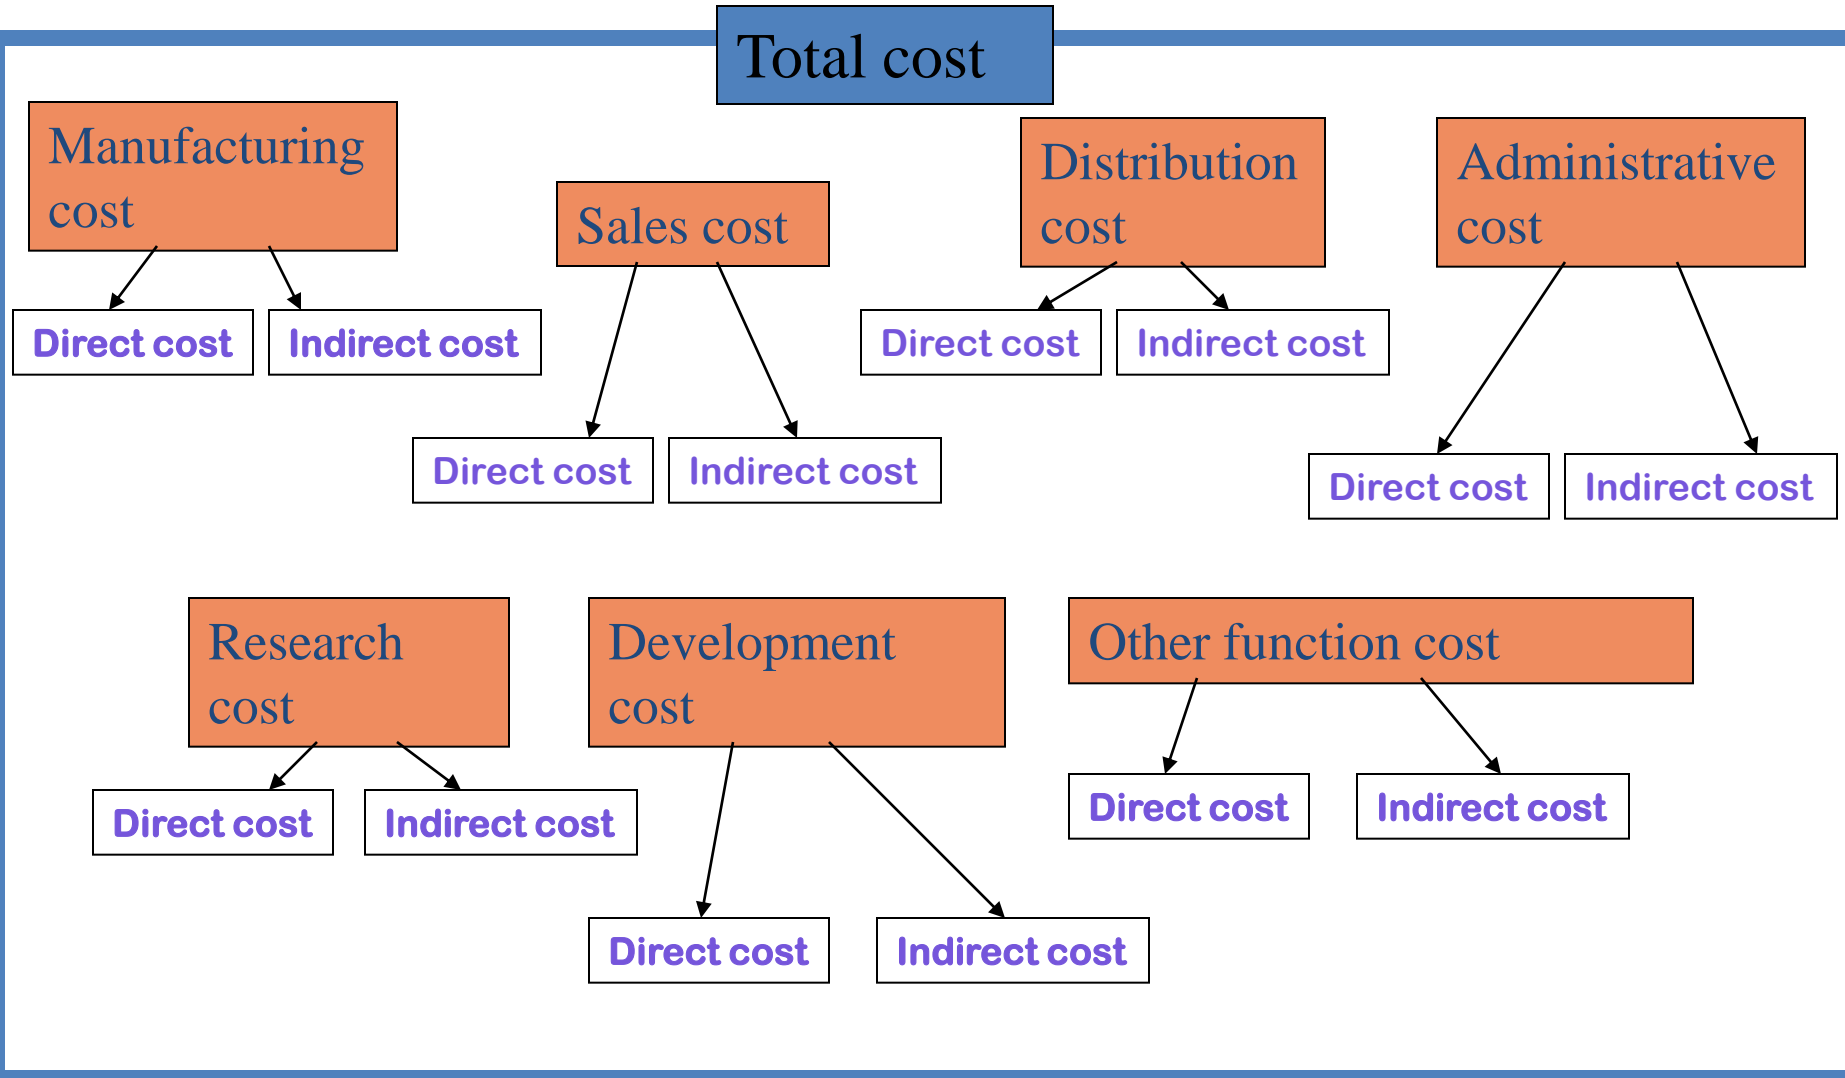 Total cost
Manufacturing
cost
Sales cost
Distribution
cost
Administrative
cost
Direct cost
Indirect cost
Direct cost
Indirect cost
Direct cost
Indirect cost
Direct cost
Indirect cost
Research
cost
Development
cost
Other function cost
Direct cost
Indirect cost
Direct cost
Indirect cost
Direct cost
Indirect cost